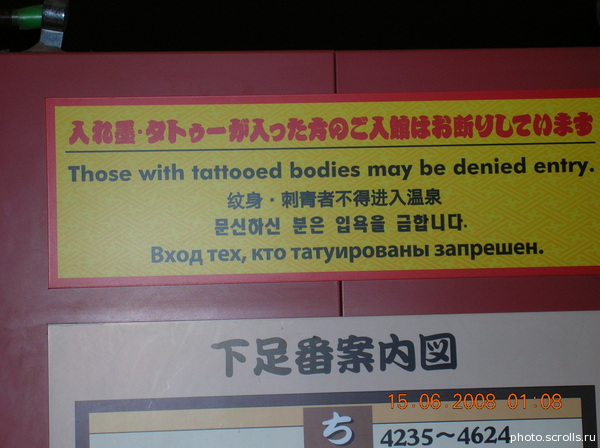 入れ墨・タトゥーが入った方のご入館はお断りしています
Those with tattooed bodies may be denied entry.
纹身・刺青者不得进入温泉
문신하신 분은 입욕을 금합니다.
Вход тех, кто татуированы запрешен.
下足番案内図
15.06.2008 01:08
ち 4235～4624
photo.scrolls.ru